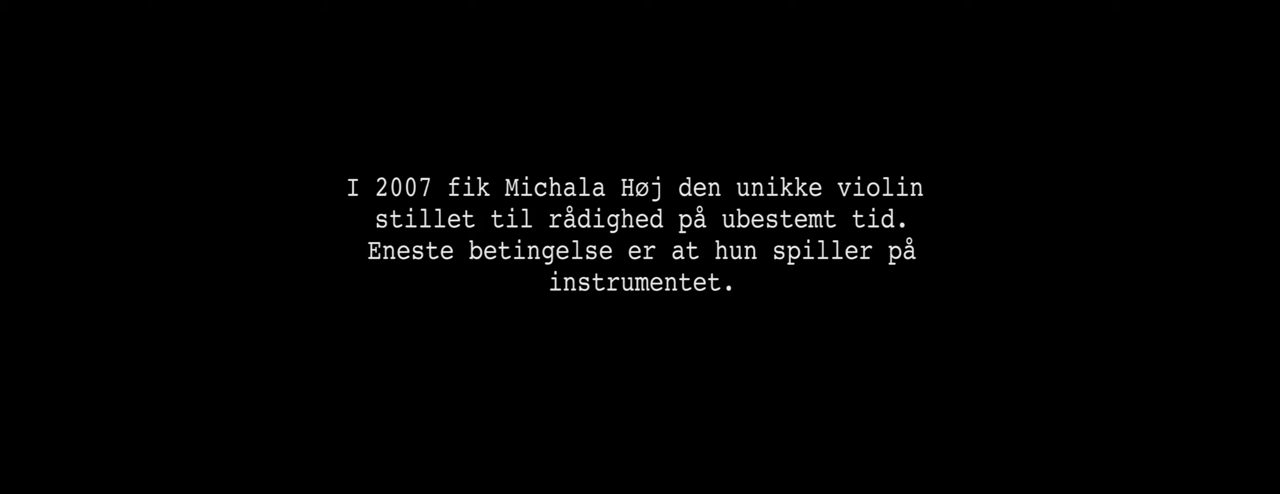 I 2007 fik Michala Høj den unikke violin
stillet til rådighed på ubestemt tid.
Eneste betingelse er at hun spiller på
instrumentet.